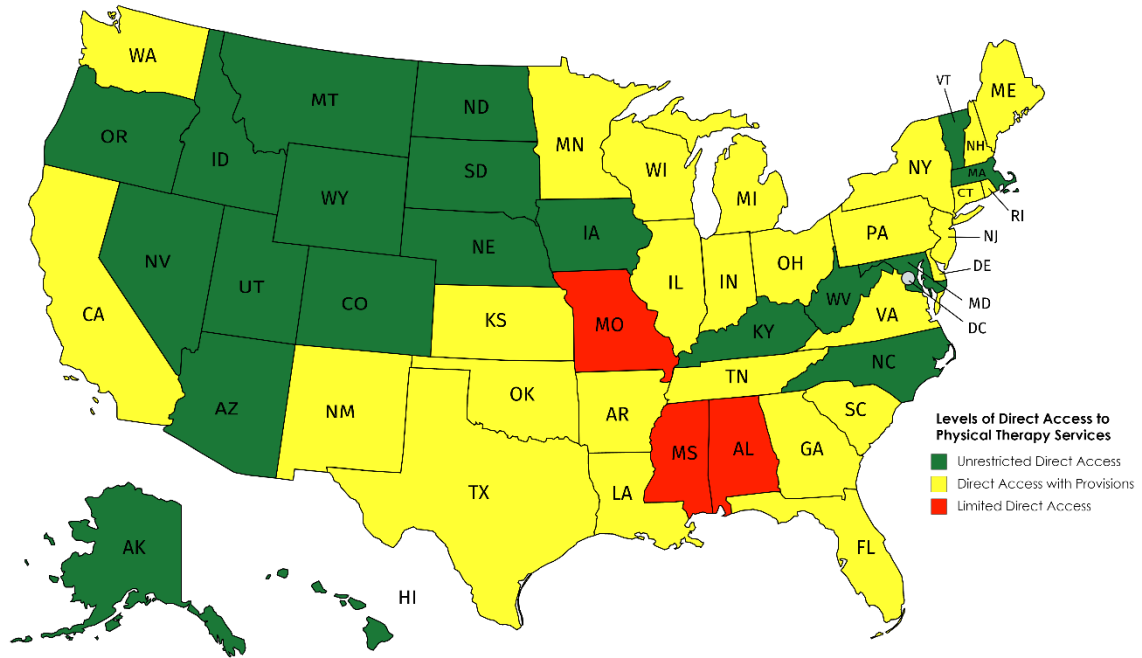 WA
MT
ND
MN
OR
ID
SD
WI
MI
WY
VT
ME
NH
NY
MA
CT
RI
NE
IA
PA
NJ
NV
UT
CO
IL
IN
OH
DE
MD
DC
WV
VA
CA
KS
MO
KY
NC
TN
AZ
NM
OK
AR
SC
TX
LA
MS
AL
GA
FL
AK
HI
Levels of Direct Access to
Physical Therapy Services
Unrestricted Direct Access
Direct Access with Provisions
Limited Direct Access